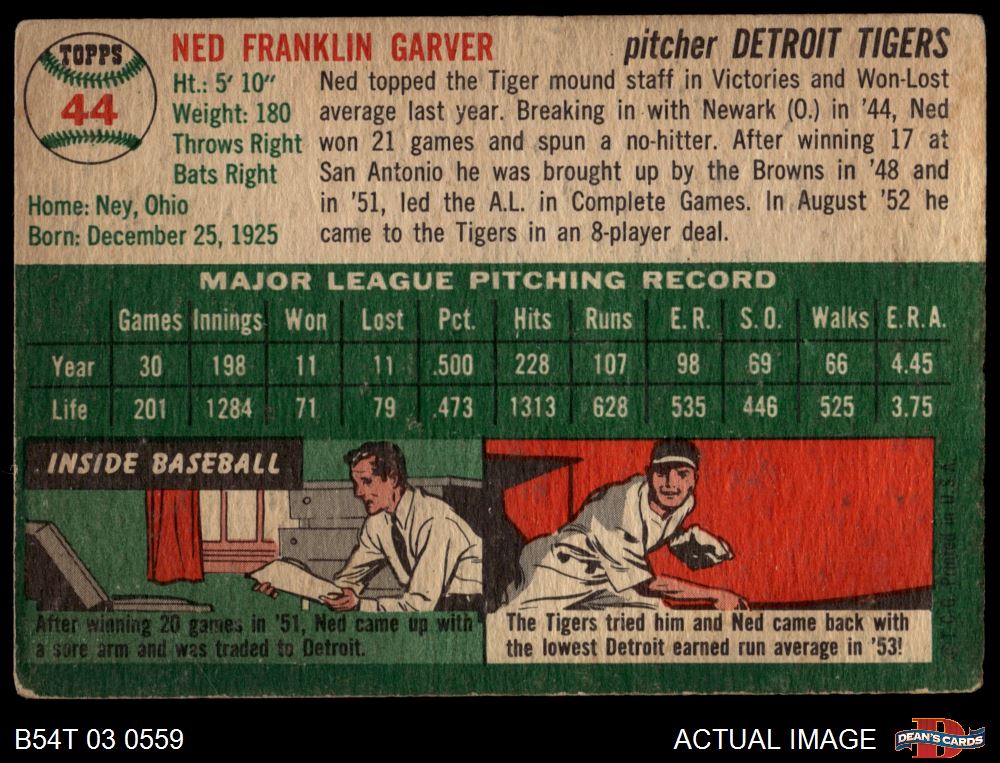 TOPPS
44
NED FRANKLIN GARVER
pitcher DETROIT TIGERS
Ht.: 5' 10"
Weight: 180
Throws Right
Bats Right
Home: Ney, Ohio
Born: December 25, 1925
Ned topped the Tiger mound staff in Victories and Won-Lost
average last year. Breaking in with Newark (O.) in '44, Ned
won 21 games and spun a no-hitter. After winning 17 at
San Antonio he was brought up by the Browns in '48 and
in '51, led the A.L. in Complete Games. In August '52 he
came to the Tigers in an 8-player deal.
MAJOR LEAGUE PITCHING RECORD
Games Innings Won Lost Pct. Hits Runs E.R. S.O. Walks E.R.A.
Year 30 198 11 11 .500 228 107 98 69 66 4.45
Life 201 1284 71 79 .473 1313 628 535 446 525 3.75
INSIDE BASEBALL
After winning 20 games in '51, Ned came up with
a sore arm and was traded to Detroit.
The Tigers tried him and Ned came back with
the lowest Detroit earned run average in '53!
T.C.G. Printed in U.S.A.
B54T 03 0559
ACTUAL IMAGE
DEAN'S CARDS